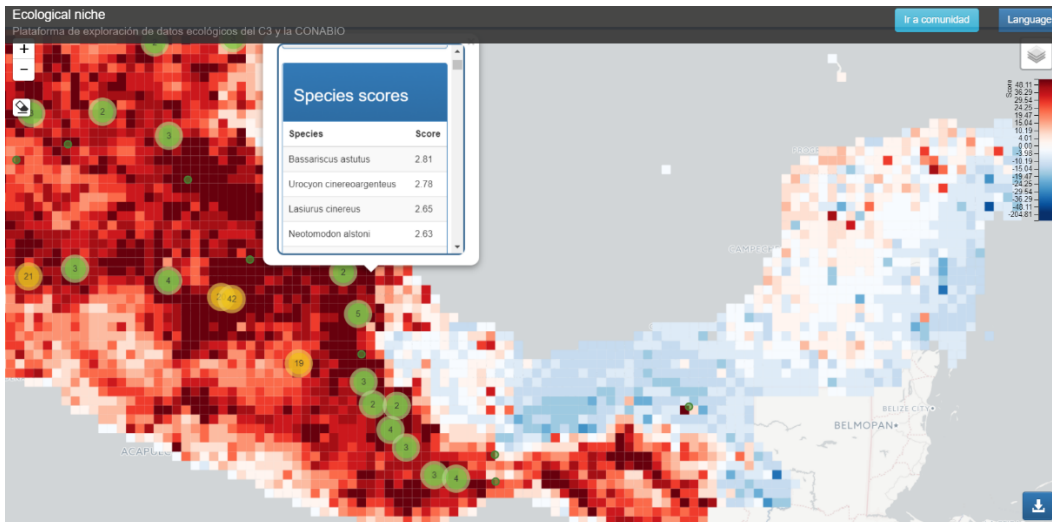 Ecological niche
Plataforma de exploración de datos ecológicos del C3 y la CONABIO
Ir a comunidad
Language
+
−
Species scores
Species Score
Bassariscus astutus 2.81
Urocyon cinereoargenteus 2.78
Lasiurus cinereus 2.65
Neotomodon alstoni 2.63
Score
48.11
36.29
29.54
24.25
19.47
15.04
10.19
4.01
0.00
-3.98
-10.19
-15.04
-19.47
-24.25
-29.54
-36.29
-48.11
-204.81
2
3
2
21
3
4
42
5
19
3
2
2
4
3
3
4
CAMPECHE
BELIZE CITY
BELMOPAN